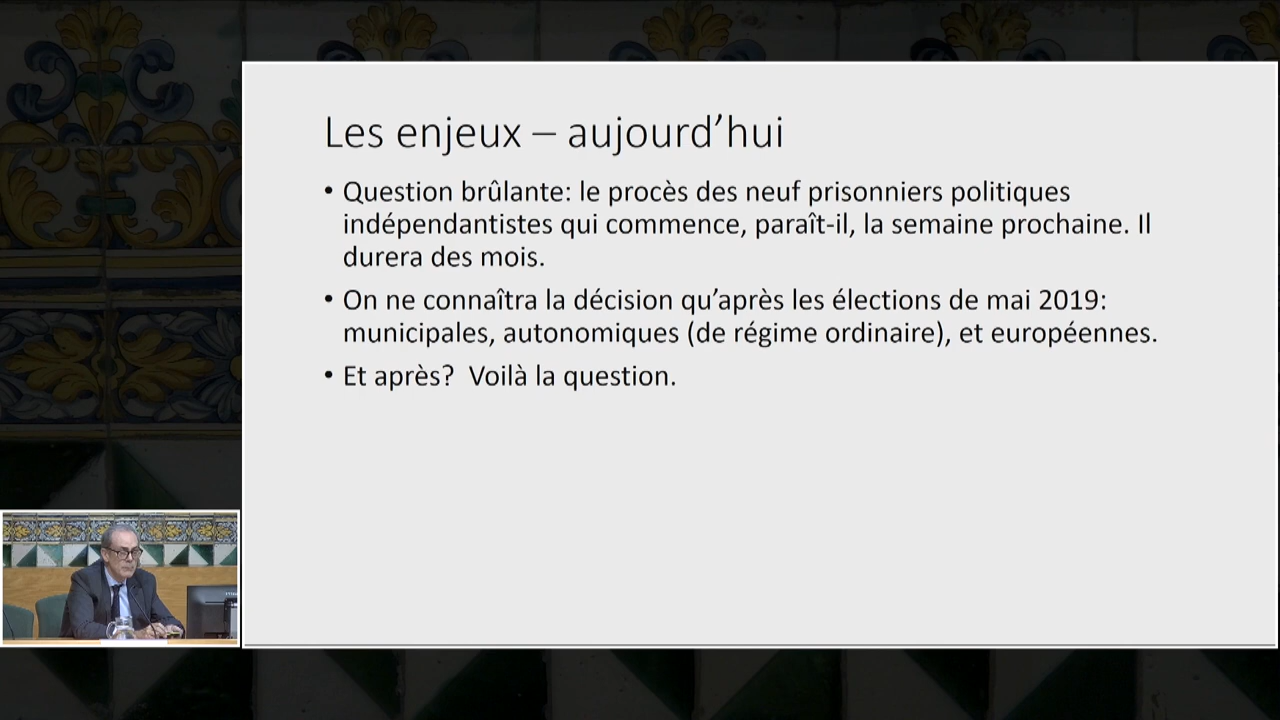 Les enjeux – aujourd’hui
• Question brûlante: le procès des neuf prisonniers politiques
indépendantistes qui commence, paraît-il, la semaine prochaine. Il
durera des mois.
• On ne connaîtra la décision qu’après les élections de mai 2019:
municipales, autonomiques (de régime ordinaire), et européennes.
• Et après?  Voilà la question.